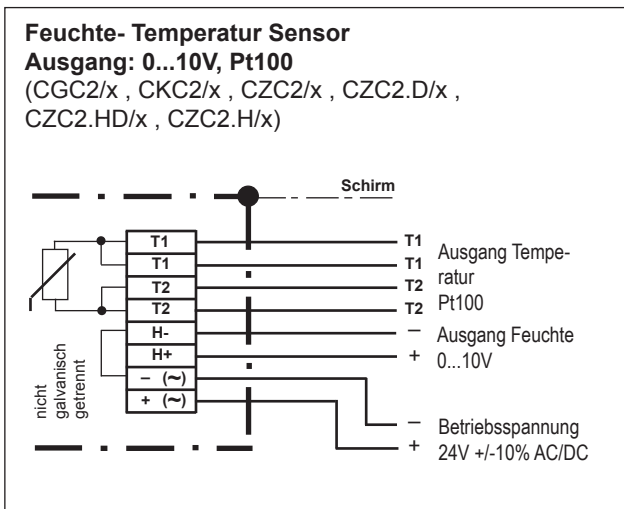 Feuchte- Temperatur Sensor
Ausgang: 0...10V, Pt100
(CGC2/x , CKC2/x , CZC2/x , CZC2.D/x ,
CZC2.HD/x , CZC2.H/x)
Schirm
T1
T1
T2
T2
H-
H+
– (~)
+ (~)
nicht
galvanisch
getrennt
T1
T1
T2
T2
–
+
–
+
Ausgang Tempe-
ratur
Pt100
Ausgang Feuchte
0...10V
Betriebsspannung
24V +/-10% AC/DC